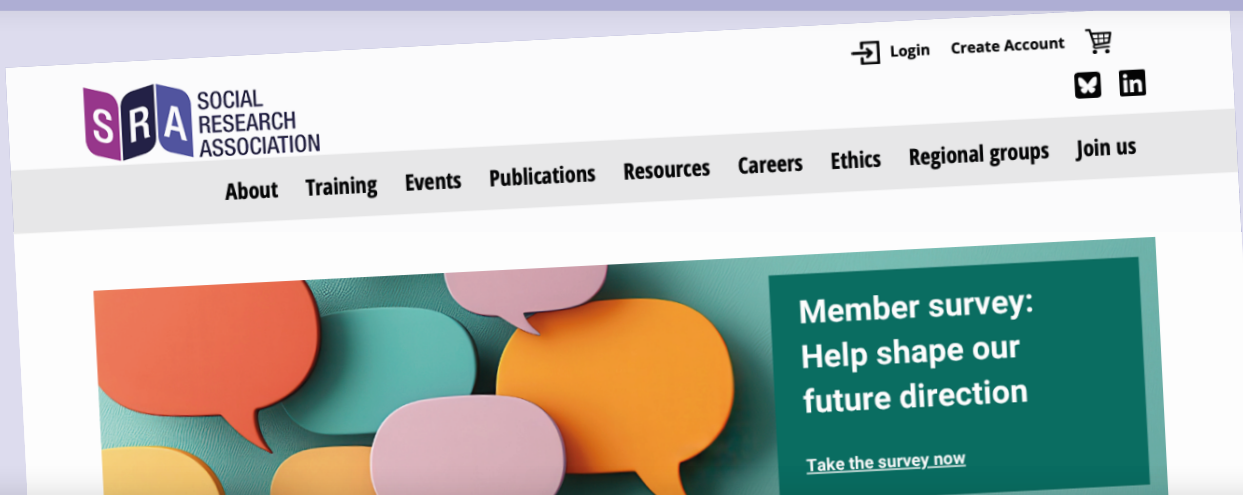 Login Create Account
SRA SOCIAL
RESEARCH
ASSOCIATION
in
About Training Events Publications Resources Careers Ethics Regional groups Join us
Member survey:
Help shape our
future direction
Take the survey now